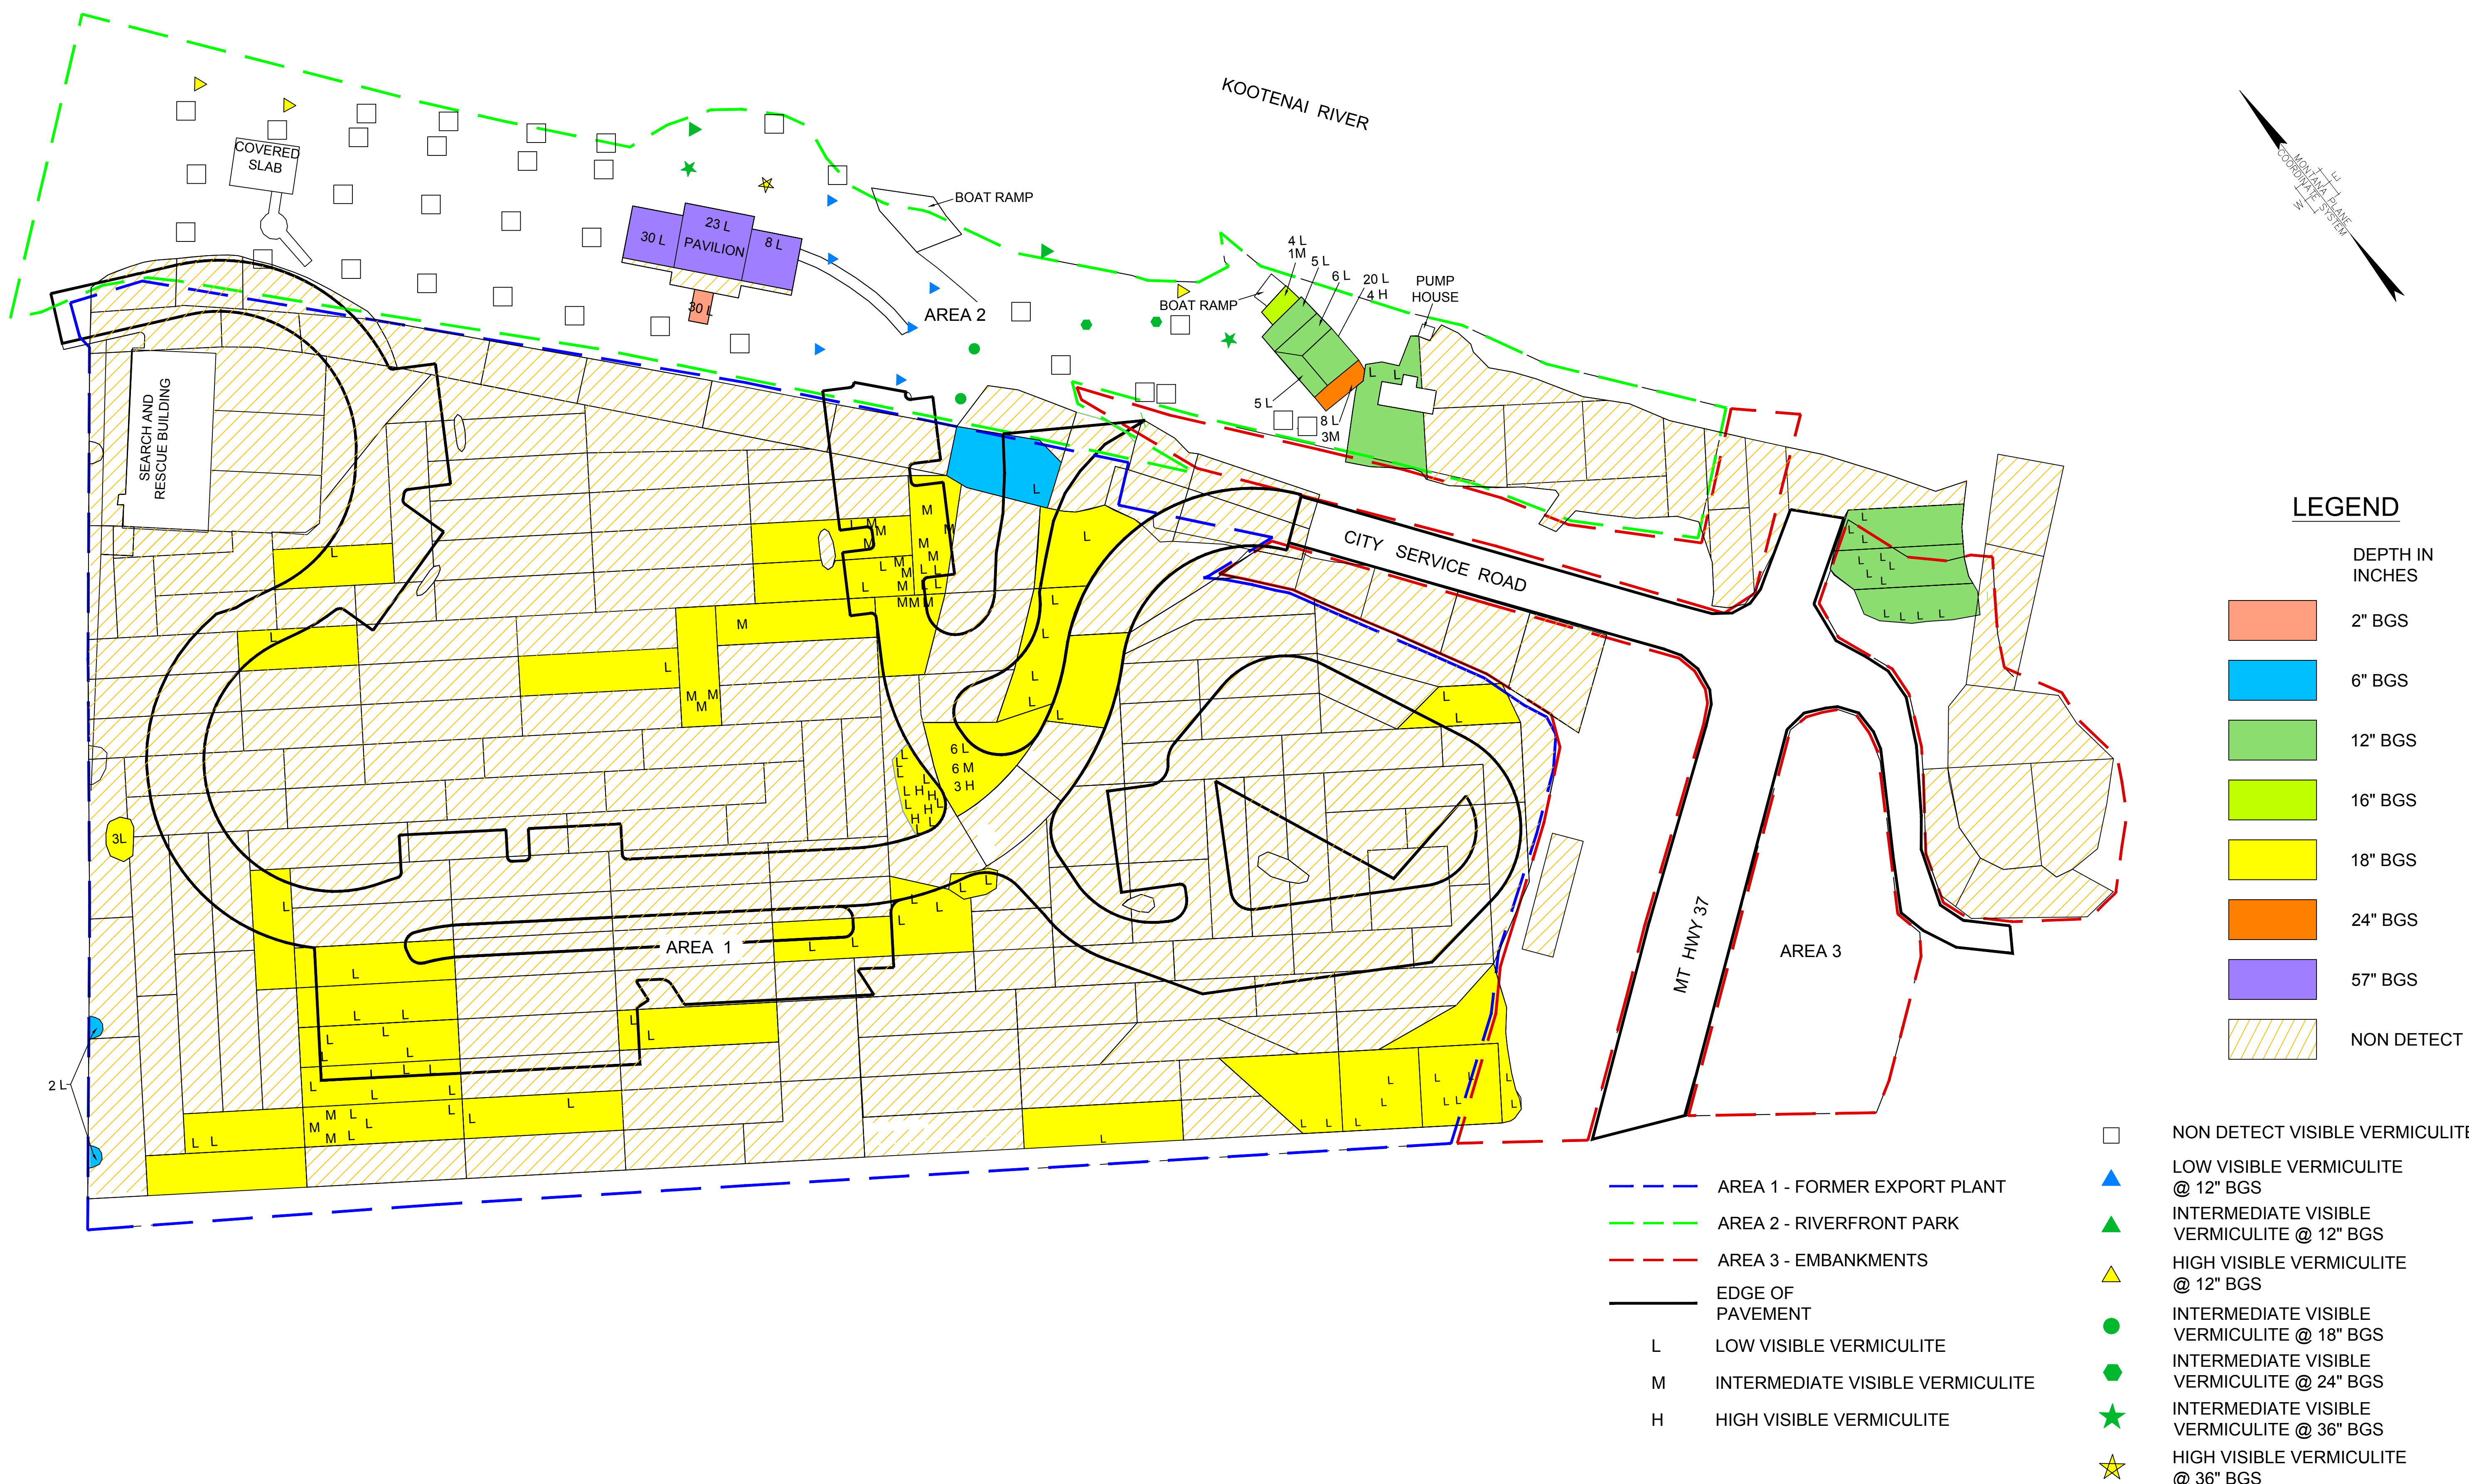 KOOTENAI RIVER
MONTANA PLANE
COORDINATE SYSTEM
E
W
COVERED
SLAB
BOAT RAMP
30 L
23 L
PAVILION
8 L
30 L
AREA 2
4 L
1M
5 L
6 L
20 L
4 H
PUMP
HOUSE
BOAT RAMP
5 L
8 L
3M
L L
SEARCH AND
RESCUE BUILDING
CITY SERVICE ROAD
6 L
6 M
3 H
3L
AREA 1
MT HWY 37
AREA 3
2 L
LEGEND
DEPTH IN
INCHES
2" BGS
6" BGS
12" BGS
16" BGS
18" BGS
24" BGS
57" BGS
NON DETECT
AREA 1 - FORMER EXPORT PLANT
AREA 2 - RIVERFRONT PARK
AREA 3 - EMBANKMENTS
EDGE OF
PAVEMENT
L LOW VISIBLE VERMICULITE
M INTERMEDIATE VISIBLE VERMICULITE
H HIGH VISIBLE VERMICULITE
NON DETECT VISIBLE VERMICULITE
LOW VISIBLE VERMICULITE
@ 12" BGS
INTERMEDIATE VISIBLE
VERMICULITE @ 12" BGS
HIGH VISIBLE VERMICULITE
@ 12" BGS
INTERMEDIATE VISIBLE
VERMICULITE @ 18" BGS
INTERMEDIATE VISIBLE
VERMICULITE @ 24" BGS
INTERMEDIATE VISIBLE
VERMICULITE @ 36" BGS
HIGH VISIBLE VERMICULITE
@ 36" BGS